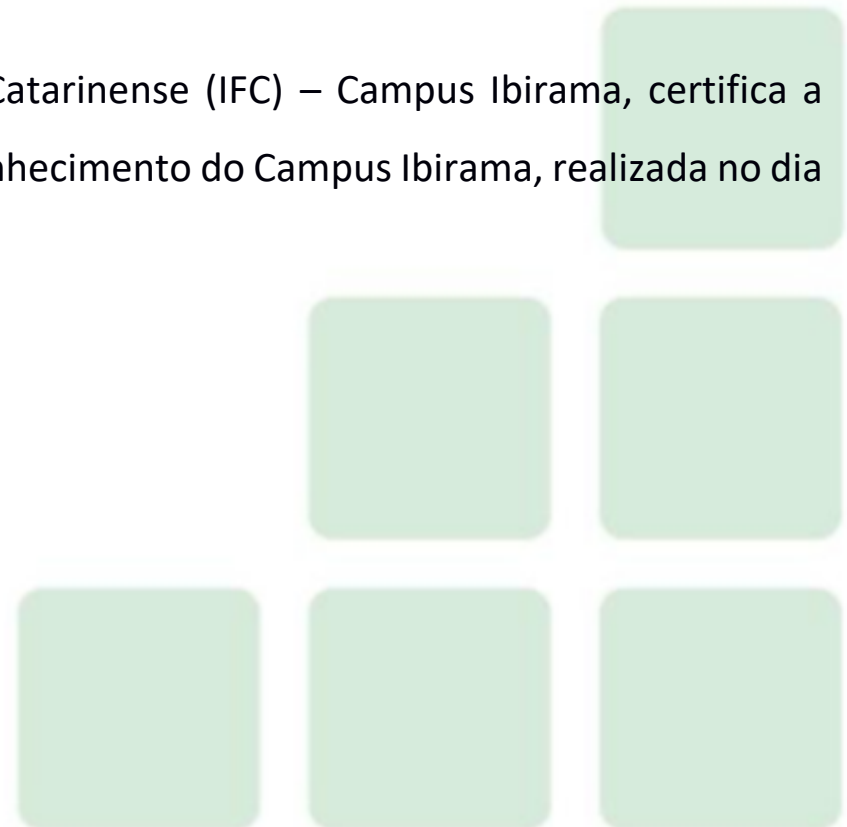 Catarinense (IFC) – Campus Ibirama, certifica a
nhecimento do Campus Ibirama, realizada no dia